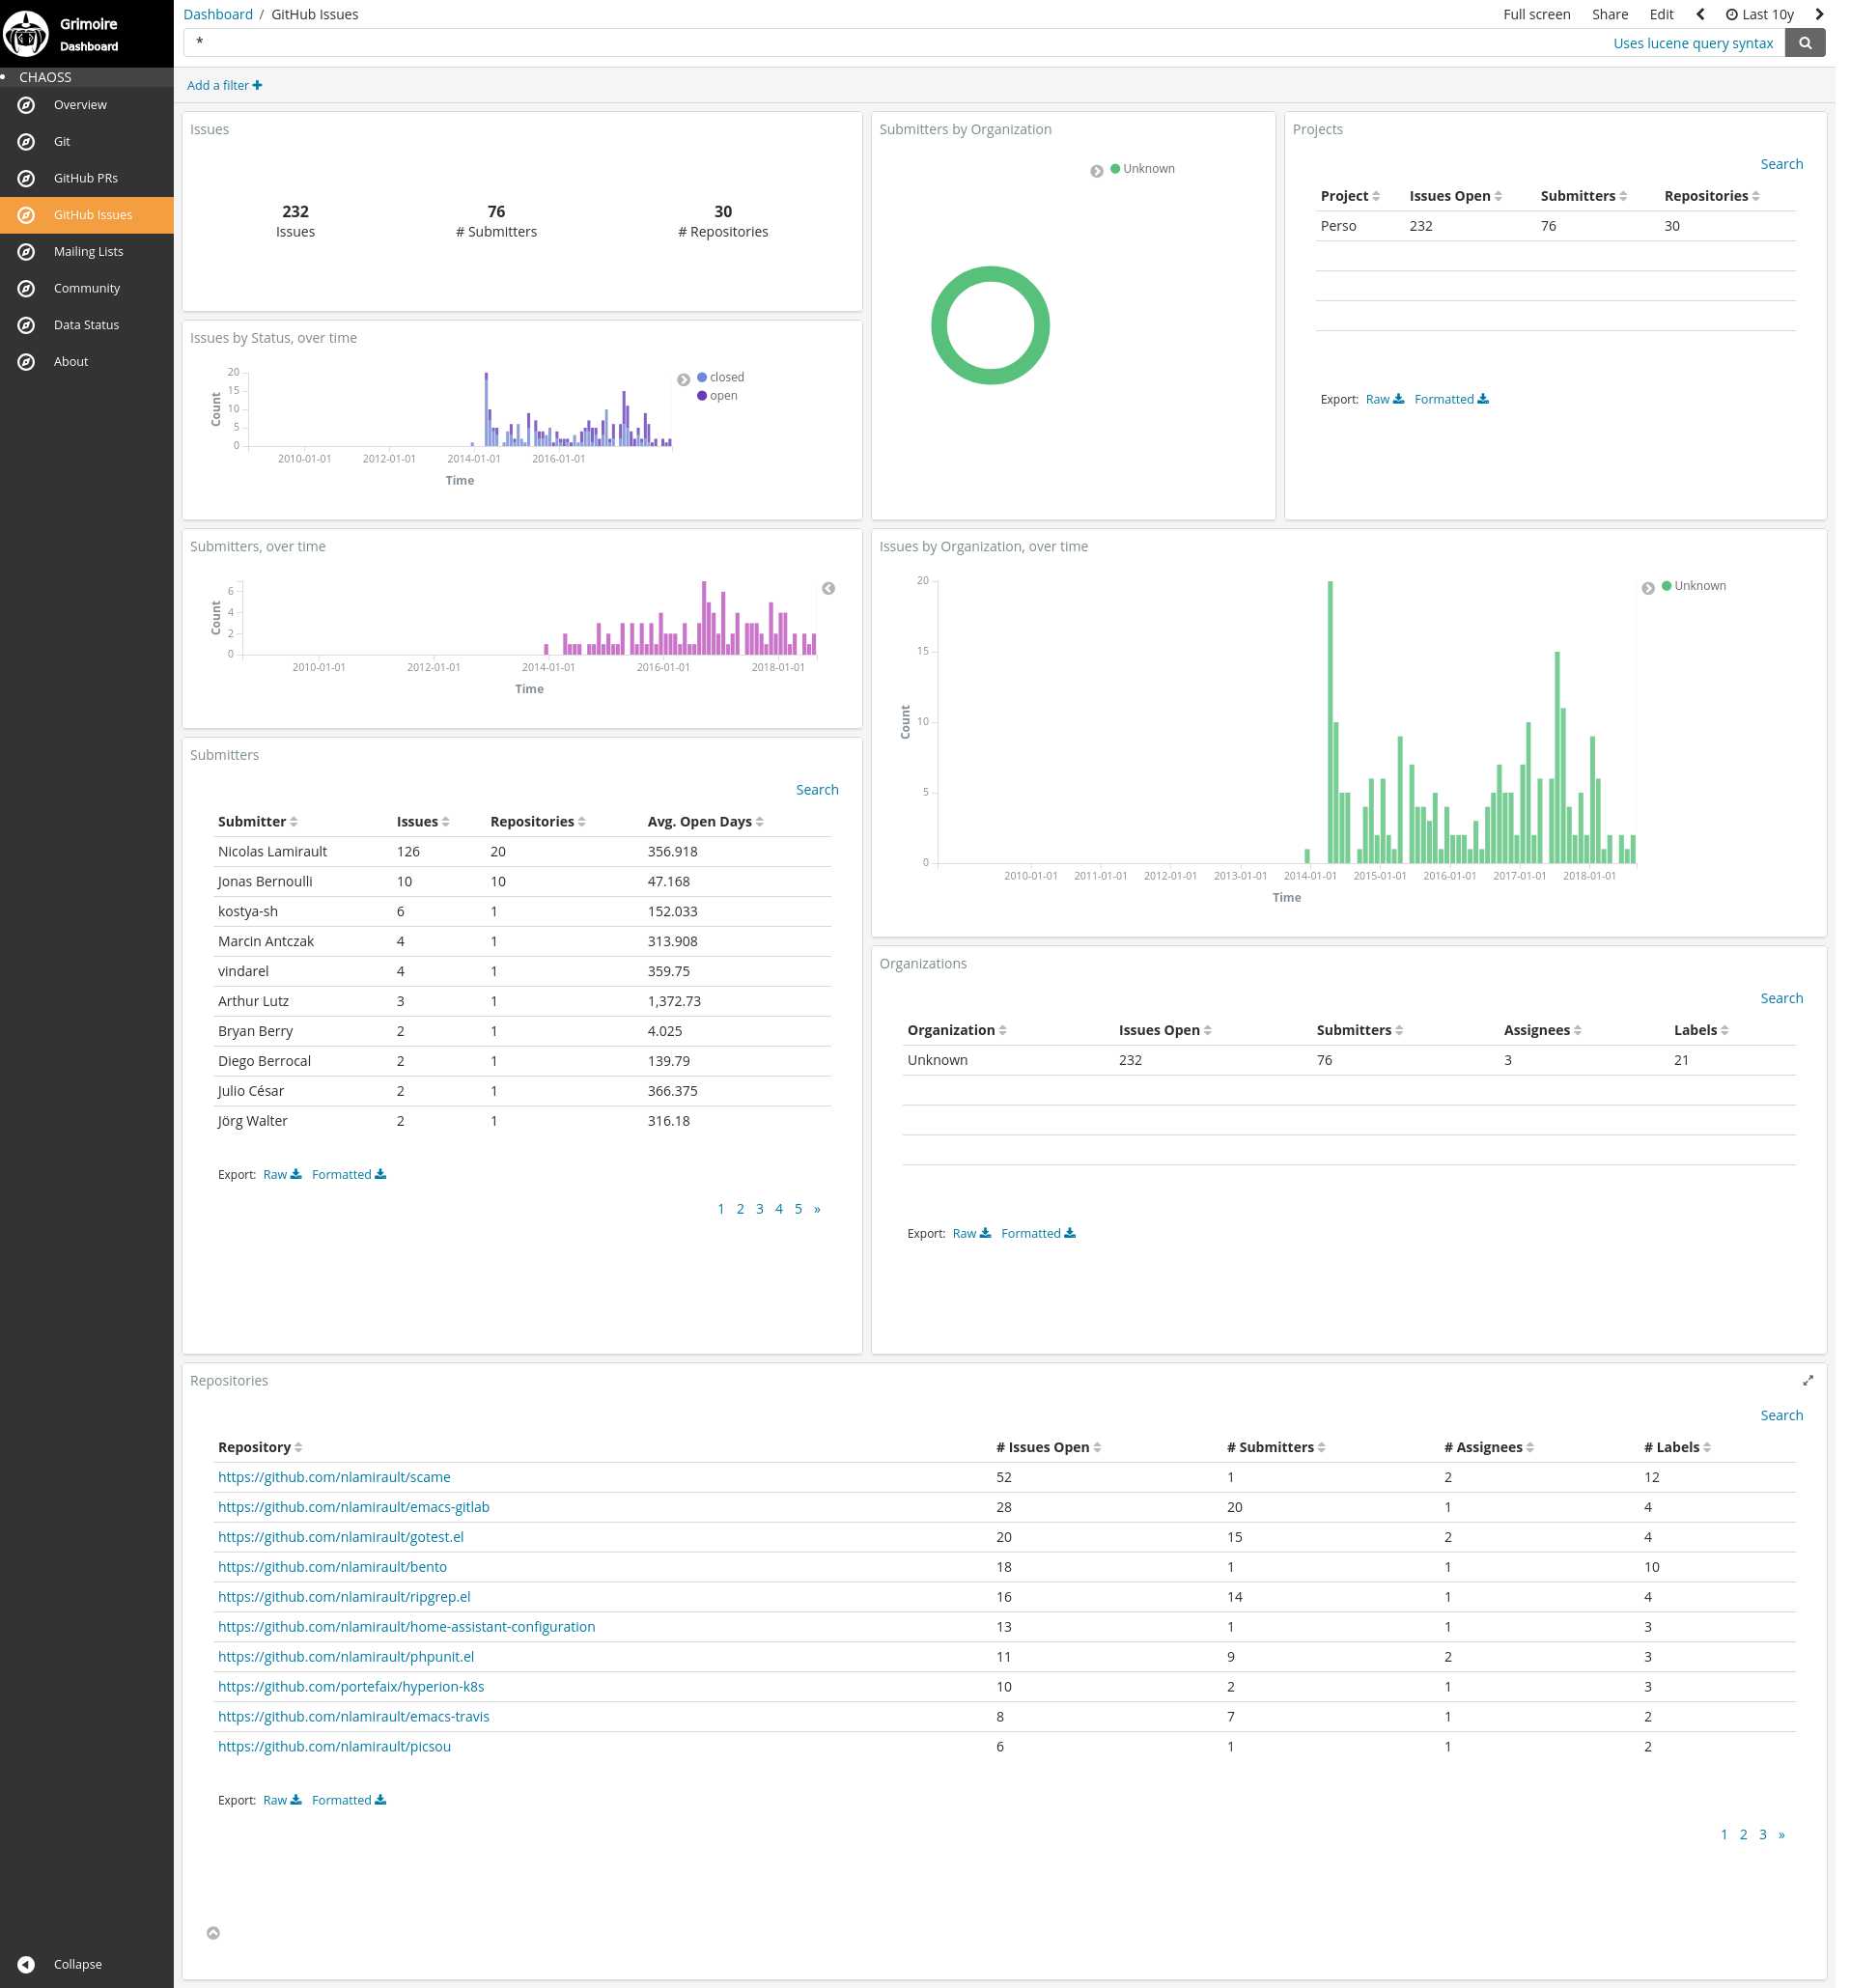 Grimoire
Dashboard
CHAOSS
Overview
Git
GitHub PRs
GitHub Issues
Mailing Lists
Community
Data Status
About
Collapse
Dashboard / GitHub Issues
Full screen Share Edit Last 10y
*
Uses lucene query syntax
Add a filter
Issues
232 76 30
Issues # Submitters # Repositories
Issues by Status, over time
20
15
10
5
0
Count
2010-01-01 2012-01-01 2014-01-01 2016-01-01
Time
closed
open
Submitters by Organization
Unknown
Projects
Search
Project Issues Open Submitters Repositories
Perso 232 76 30
Export: Raw Formatted
Submitters, over time
6
4
2
0
Count
2010-01-01 2012-01-01 2014-01-01 2016-01-01 2018-01-01
Time
Issues by Organization, over time
20
15
10
5
0
Count
2010-01-01 2011-01-01 2012-01-01 2013-01-01 2014-01-01 2015-01-01 2016-01-01 2017-01-01 2018-01-01
Time
Unknown
Submitters
Search
Submitter Issues Repositories Avg. Open Days
Nicolas Lamirault 126 20 356.918
Jonas Bernoulli 10 10 47.168
kostya-sh 6 1 152.033
Marcin Antczak 4 1 313.908
vindarel 4 1 359.75
Arthur Lutz 3 1 1,372.73
Bryan Berry 2 1 4.025
Diego Berrocal 2 1 139.79
Julio César 2 1 366.375
Jörg Walter 2 1 316.18
Export: Raw Formatted
1 2 3 4 5 »
Organizations
Search
Organization Issues Open Submitters Assignees Labels
Unknown 232 76 3 21
Export: Raw Formatted
Repositories
Search
Repository # Issues Open # Submitters # Assignees # Labels
https://github.com/nlamirault/scame 52 1 2 12
https://github.com/nlamirault/emacs-gitlab 28 20 1 4
https://github.com/nlamirault/gotest.el 20 15 2 4
https://github.com/nlamirault/bento 18 1 1 10
https://github.com/nlamirault/ripgrep.el 16 14 1 4
https://github.com/nlamirault/home-assistant-configuration 13 1 1 3
https://github.com/nlamirault/phpunit.el 11 9 2 3
https://github.com/portefaix/hyperion-k8s 10 2 1 3
https://github.com/nlamirault/emacs-travis 8 7 1 2
https://github.com/nlamirault/picsou 6 1 1 2
Export: Raw Formatted
1 2 3 »